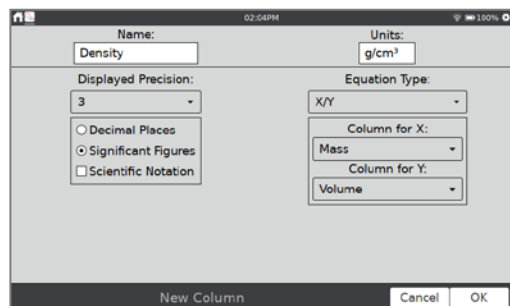 02:04PM
100%
Name:
Units:
Density
g/cm³
Displayed Precision:
Equation Type:
3
X/Y
Decimal Places
Significant Figures
Scientific Notation
Column for X:
Mass
Column for Y:
Volume
New Column
Cancel
OK